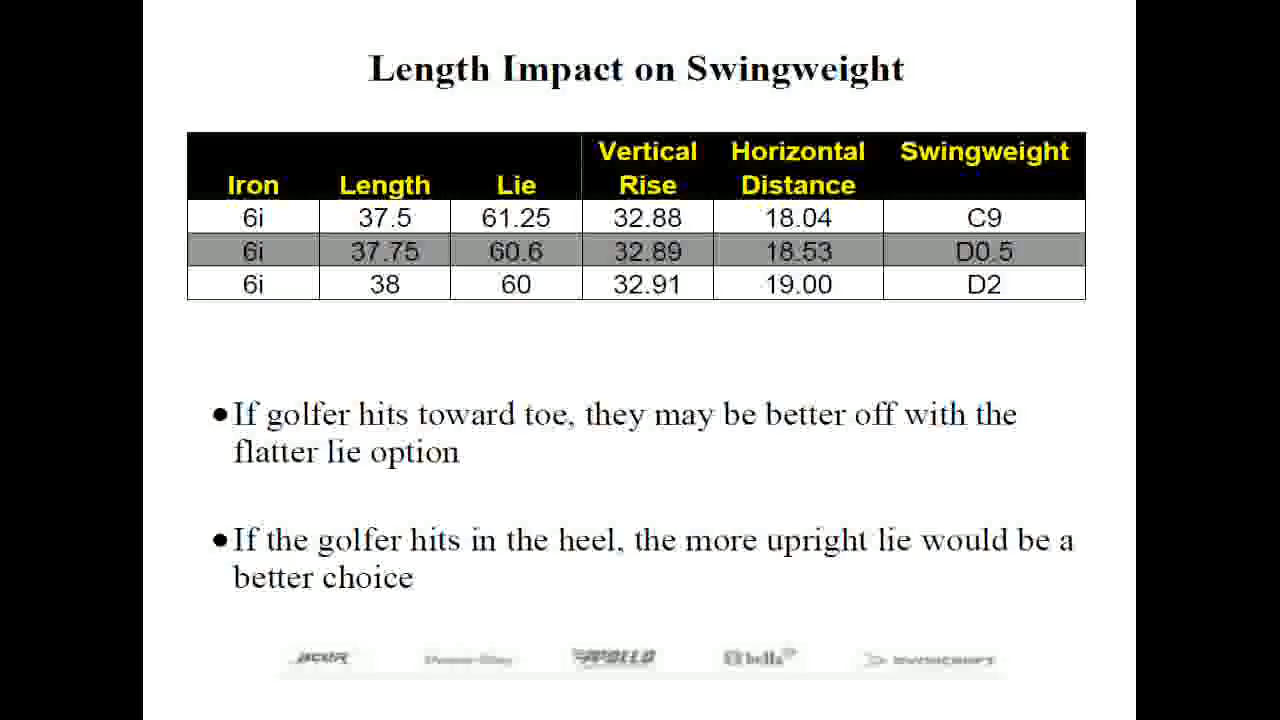 Length Impact on Swingweight
Iron Length Lie Vertical Rise Horizontal Distance Swingweight
6i 37.5 61.25 32.88 18.04 C9
6i 37.75 60.6 32.89 18.53 D0.5
6i 38 60 32.91 19.00 D2
●If golfer hits toward toe, they may be better off with the
flatter lie option
●If the golfer hits in the heel, the more upright lie would be a
better choice
ACER APOLLO bella